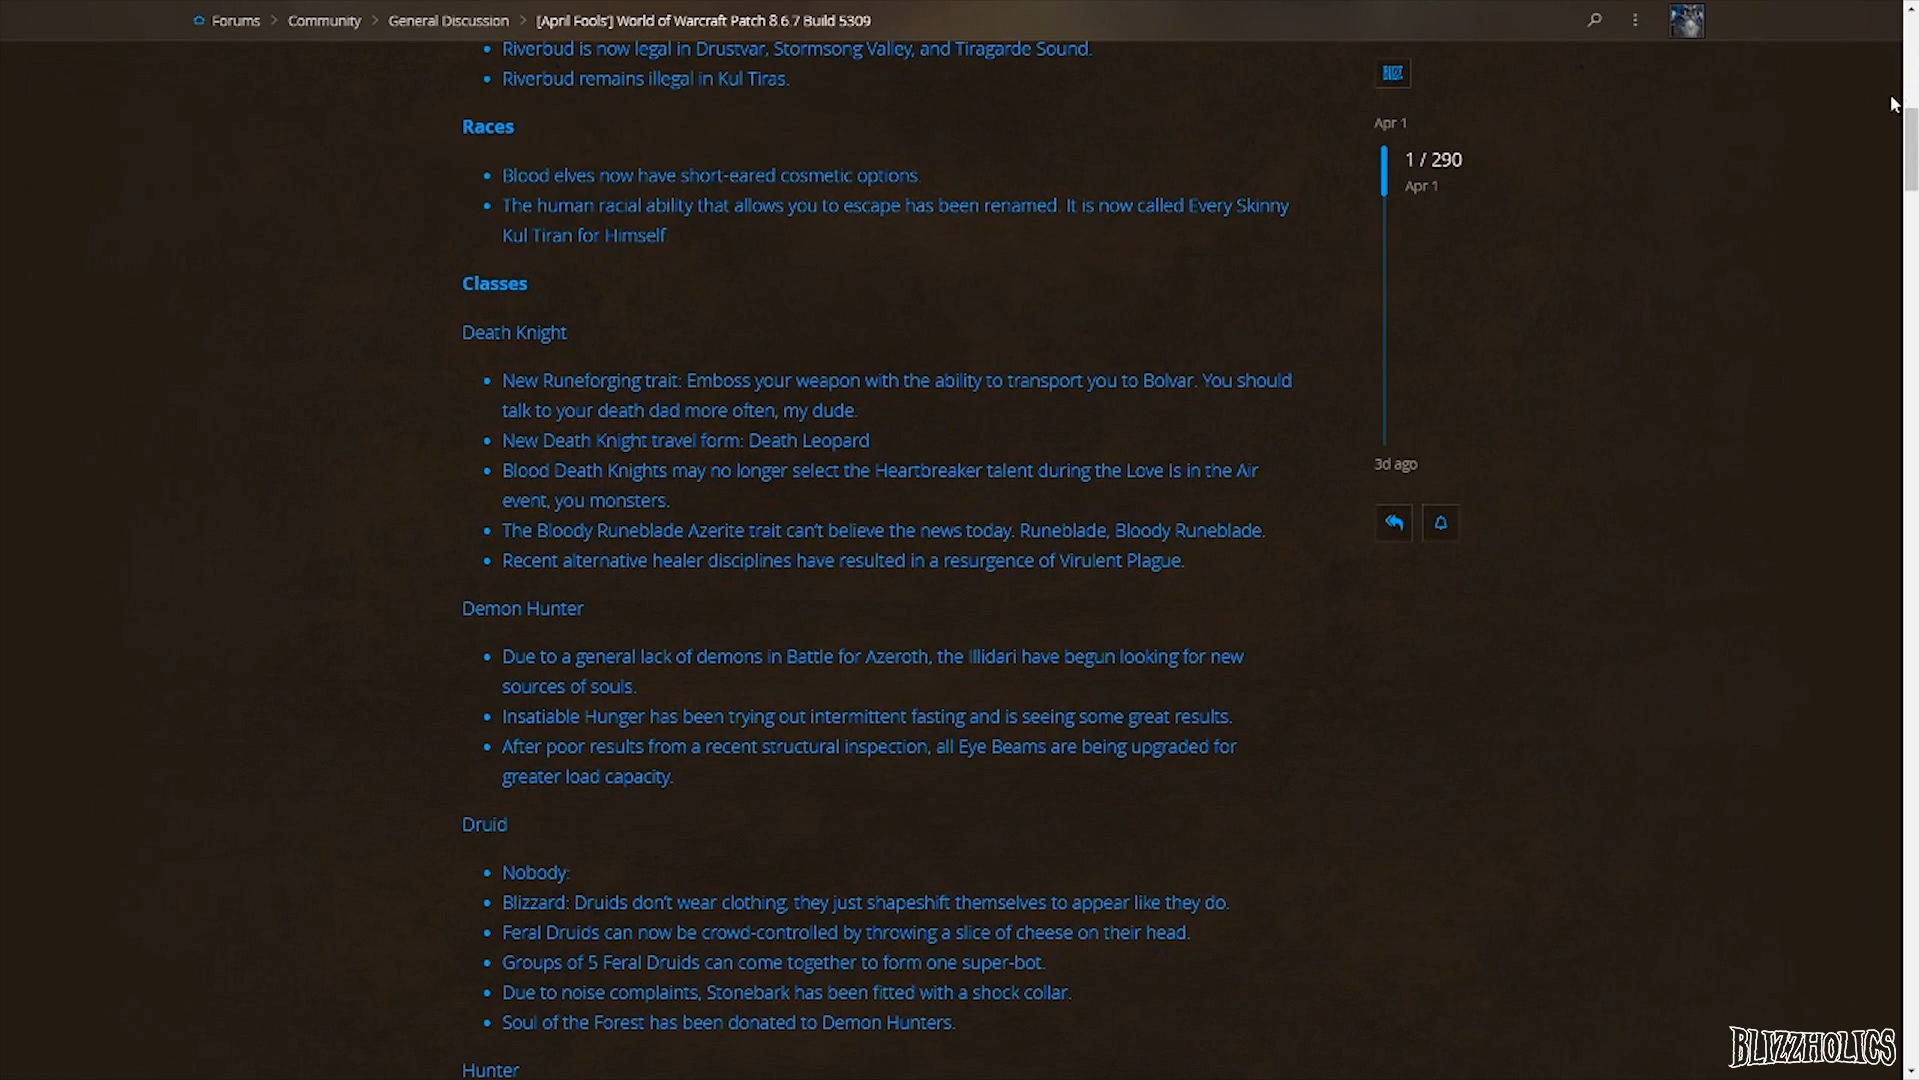 Forums > Community > General Discussion > [April Fools'] World of Warcraft Patch 8.6.7 Build 5309
Riverbud is now legal in Drustvar, Stormsong Valley, and Tiragarde Sound.
Riverbud remains illegal in Kul Tiras.
BLIZZ
Apr 1
1 / 290
Apr 1
3d ago
Races
Blood elves now have short-eared cosmetic options.
The human racial ability that allows you to escape has been renamed. It is now called Every Skinny
Kul Tiran for Himself
Classes
Death Knight
New Runeforging trait: Emboss your weapon with the ability to transport you to Bolvar. You should
talk to your death dad more often, my dude.
New Death Knight travel form: Death Leopard
Blood Death Knights may no longer select the Heartbreaker talent during the Love Is in the Air
event, you monsters.
The Bloody Runeblade Azerite trait can't believe the news today. Runeblade, Bloody Runeblade.
Recent alternative healer disciplines have resulted in a resurgence of Virulent Plague.
Demon Hunter
Due to a general lack of demons in Battle for Azeroth, the Illidari have begun looking for new
sources of souls.
Insatiable Hunger has been trying out intermittent fasting and is seeing some great results.
After poor results from a recent structural inspection, all Eye Beams are being upgraded for
greater load capacity.
Druid
Nobody:
Blizzard: Druids don't wear clothing, they just shapeshift themselves to appear like they do.
Feral Druids can now be crowd-controlled by throwing a slice of cheese on their head.
Groups of 5 Feral Druids can come together to form one super-bot.
Due to noise complaints, Stonebark has been fitted with a shock collar.
Soul of the Forest has been donated to Demon Hunters.
Hunter
BLIZZHOLICS